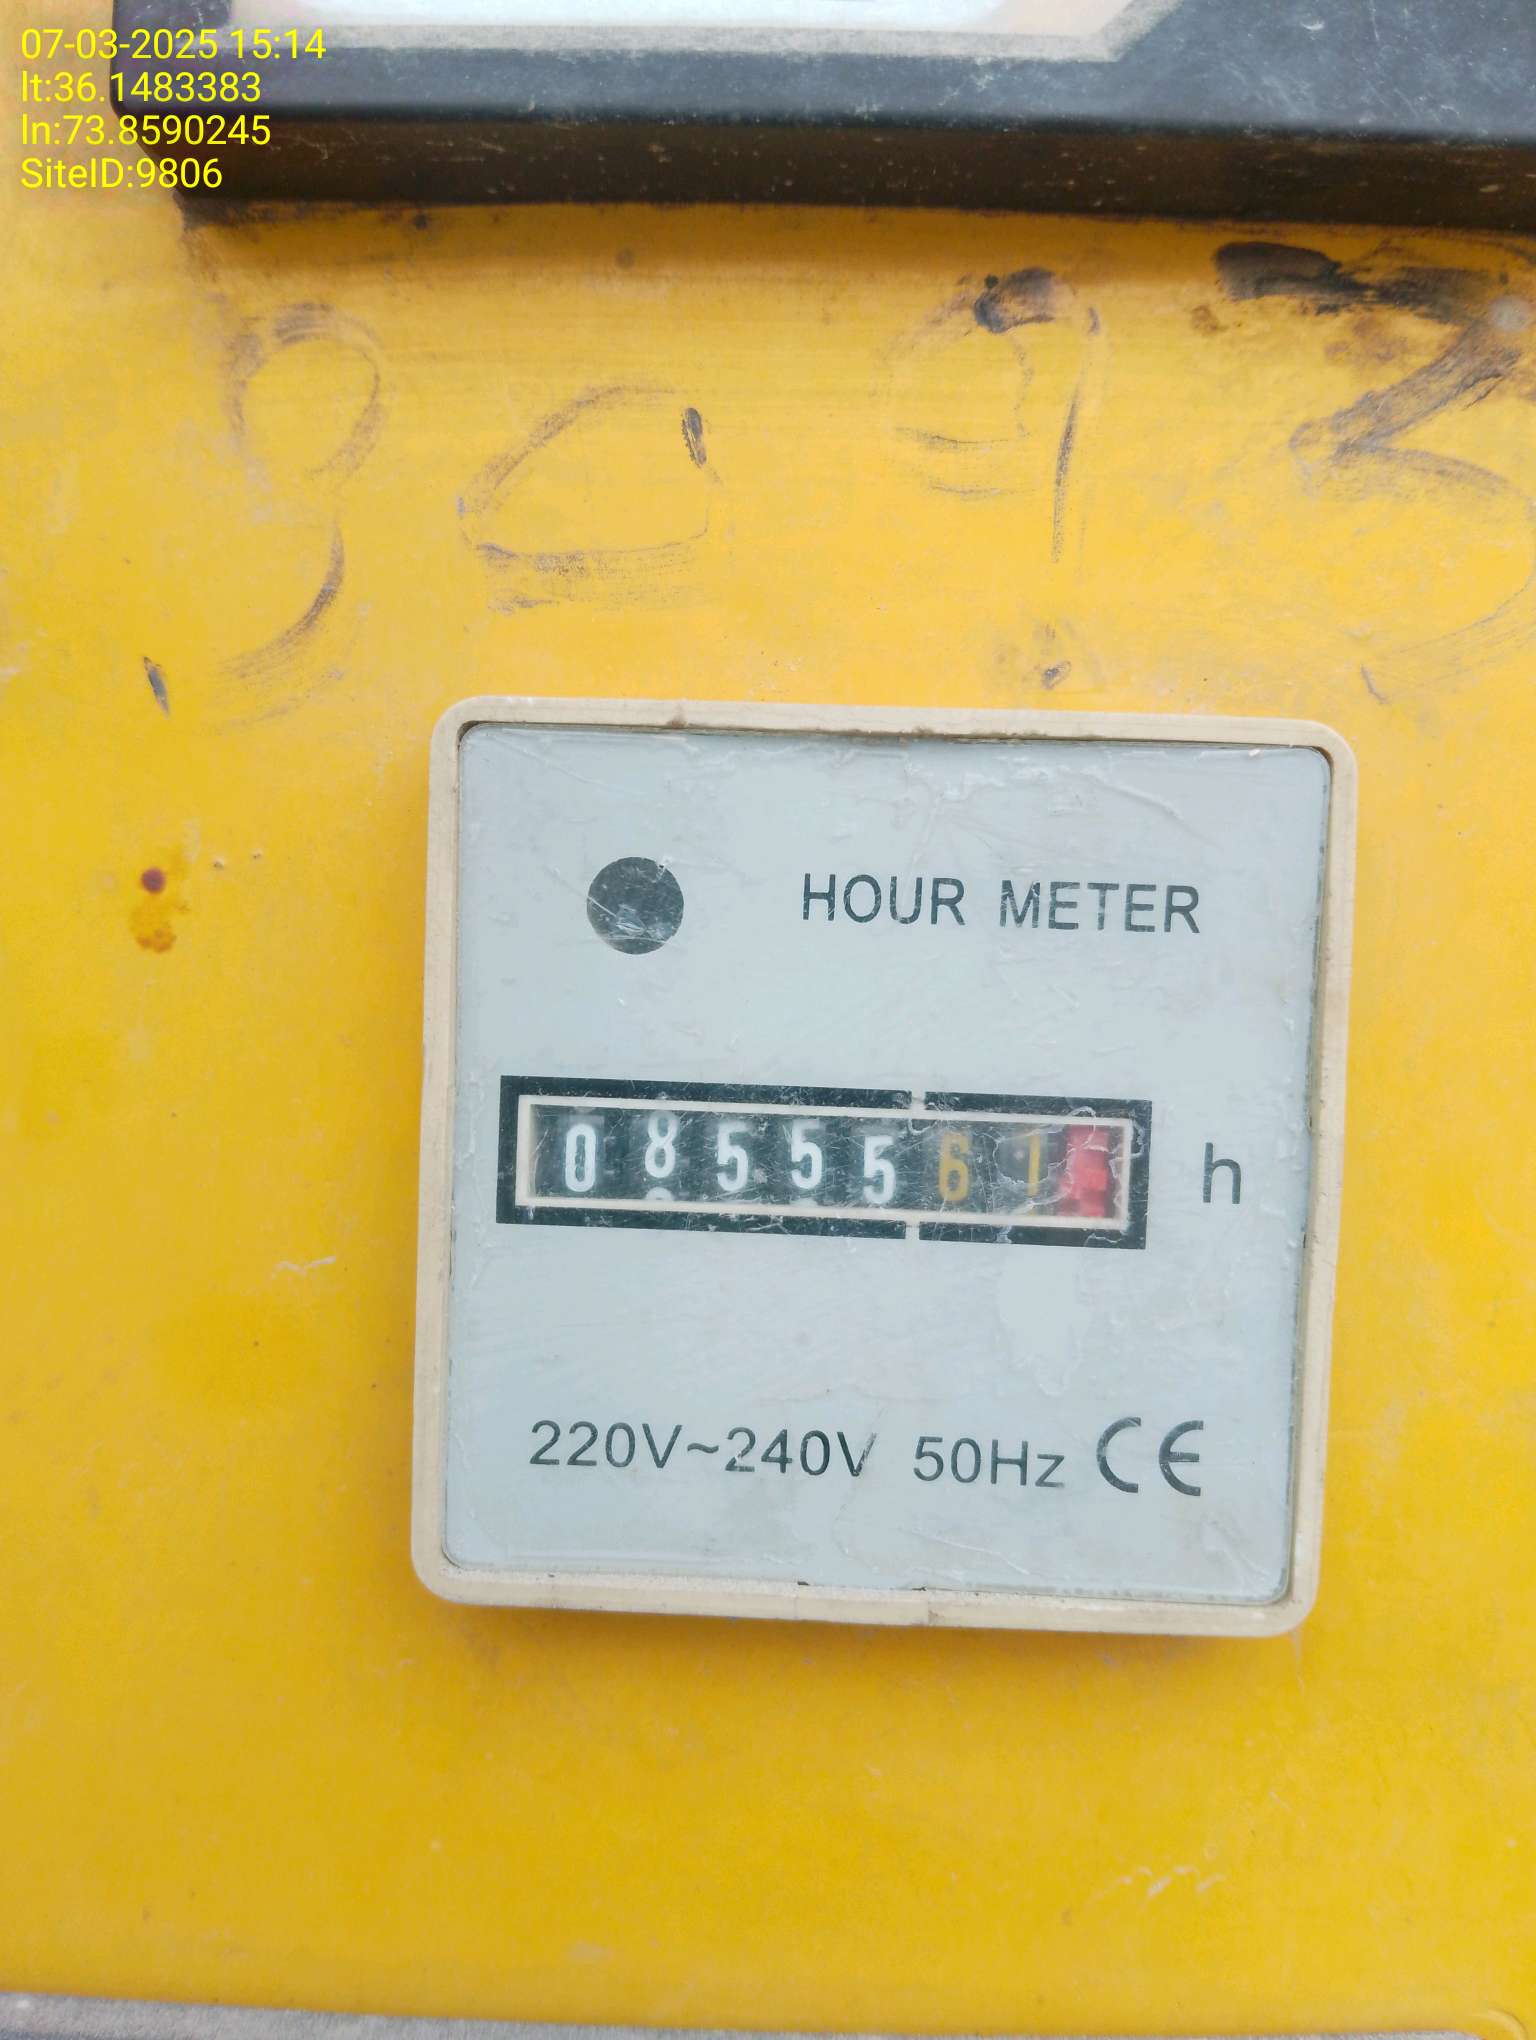 07-03-2025 15:14
lt:36.1483383
ln:73.8590245
SiteID:9806
HOUR METER
0855561 h
220V~240V 50Hz CE